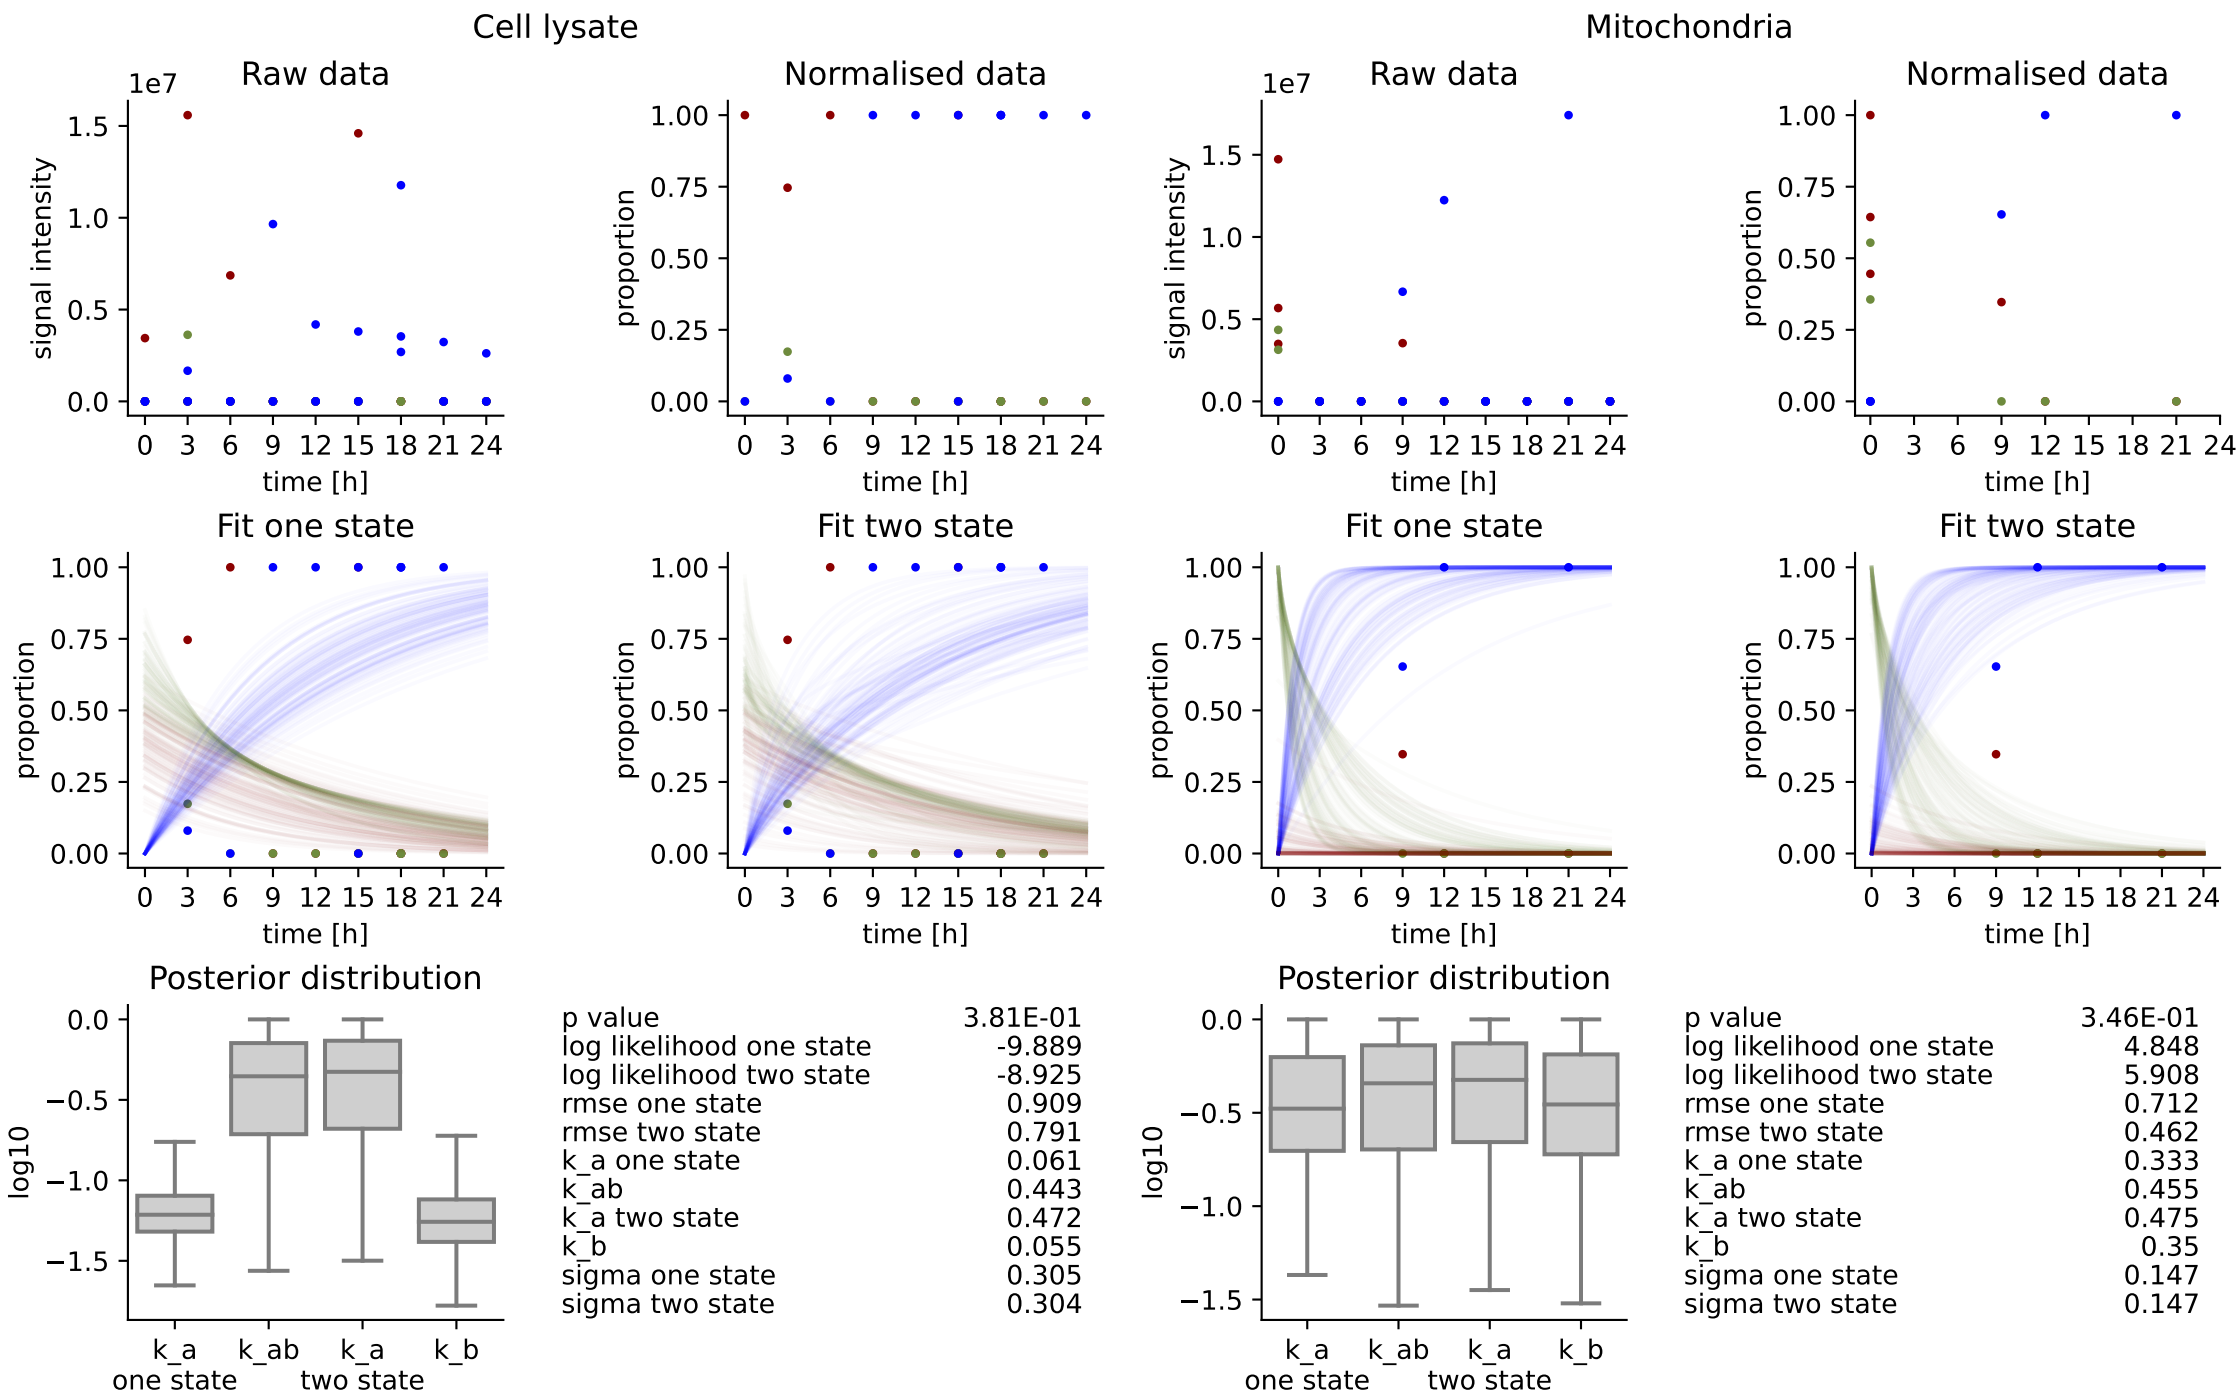 Cell lysate
Mitochondria
Raw data
Normalised data
Raw data
Normalised data
1e7
1e7
signal intensity
1.5
1.0
0.5
0.0
0 3 6 9 12 15 18 21 24
time [h]
proportion
1.00
0.75
0.50
0.25
0.00
0 3 6 9 12 15 18 21 24
time [h]
signal intensity
1.5
1.0
0.5
0.0
0 3 6 9 12 15 18 21 24
time [h]
proportion
1.00
0.75
0.50
0.25
0.00
0 3 6 9 12 15 18 21 24
time [h]
Fit one state
proportion
1.00
0.75
0.50
0.25
0.00
0 3 6 9 12 15 18 21 24
time [h]
Fit two state
proportion
1.00
0.75
0.50
0.25
0.00
0 3 6 9 12 15 18 21 24
time [h]
Fit one state
proportion
1.00
0.75
0.50
0.25
0.00
0 3 6 9 12 15 18 21 24
time [h]
Fit two state
proportion
1.00
0.75
0.50
0.25
0.00
0 3 6 9 12 15 18 21 24
time [h]
Posterior distribution
log10
0.0
−0.5
−1.0
−1.5
k_a k_ab k_a k_b
one state two state
p value 3.81E-01
log likelihood one state -9.889
log likelihood two state -8.925
rmse one state 0.909
rmse two state 0.791
k_a one state 0.061
k_ab 0.443
k_a two state 0.472
k_b 0.055
sigma one state 0.305
sigma two state 0.304
Posterior distribution
log10
0.0
−0.5
−1.0
−1.5
k_a k_ab k_a k_b
one state two state
p value 3.46E-01
log likelihood one state 4.848
log likelihood two state 5.908
rmse one state 0.712
rmse two state 0.462
k_a one state 0.333
k_ab 0.455
k_a two state 0.475
k_b 0.35
sigma one state 0.147
sigma two state 0.147